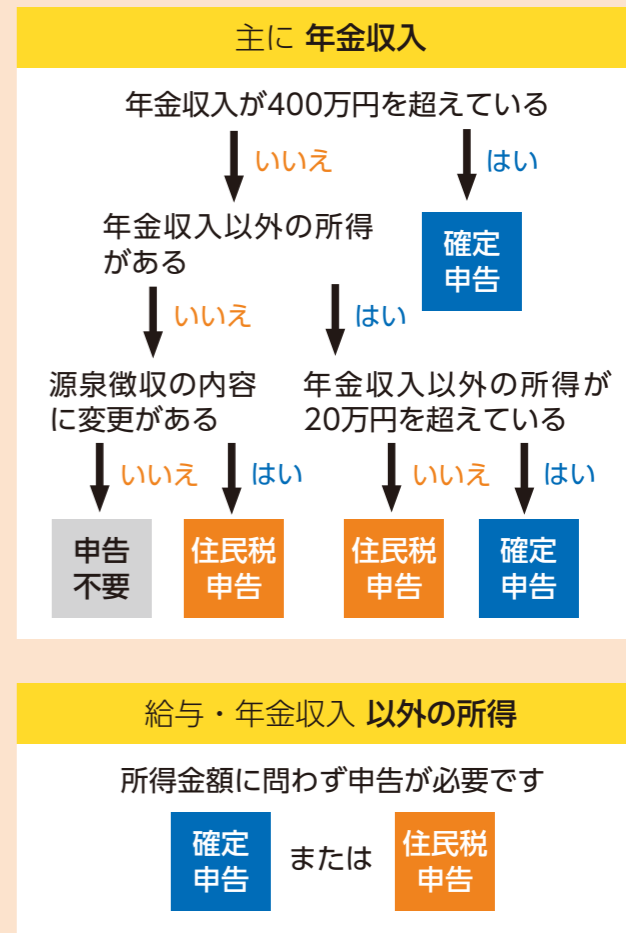 主に 年金収入
年金収入が400万円を超えている
いいえ
はい
年金収入以外の所得
がある
確定
申告
いいえ
はい
源泉徴収の内容
に変更がある
年金収入以外の所得が
20万円を超えている
いいえ
はい
いいえ
はい
申告
不要
住民税
申告
住民税
申告
確定
申告
給与・年金収入 以外の所得
所得金額に問わず申告が必要です
確定
申告
または
住民税
申告